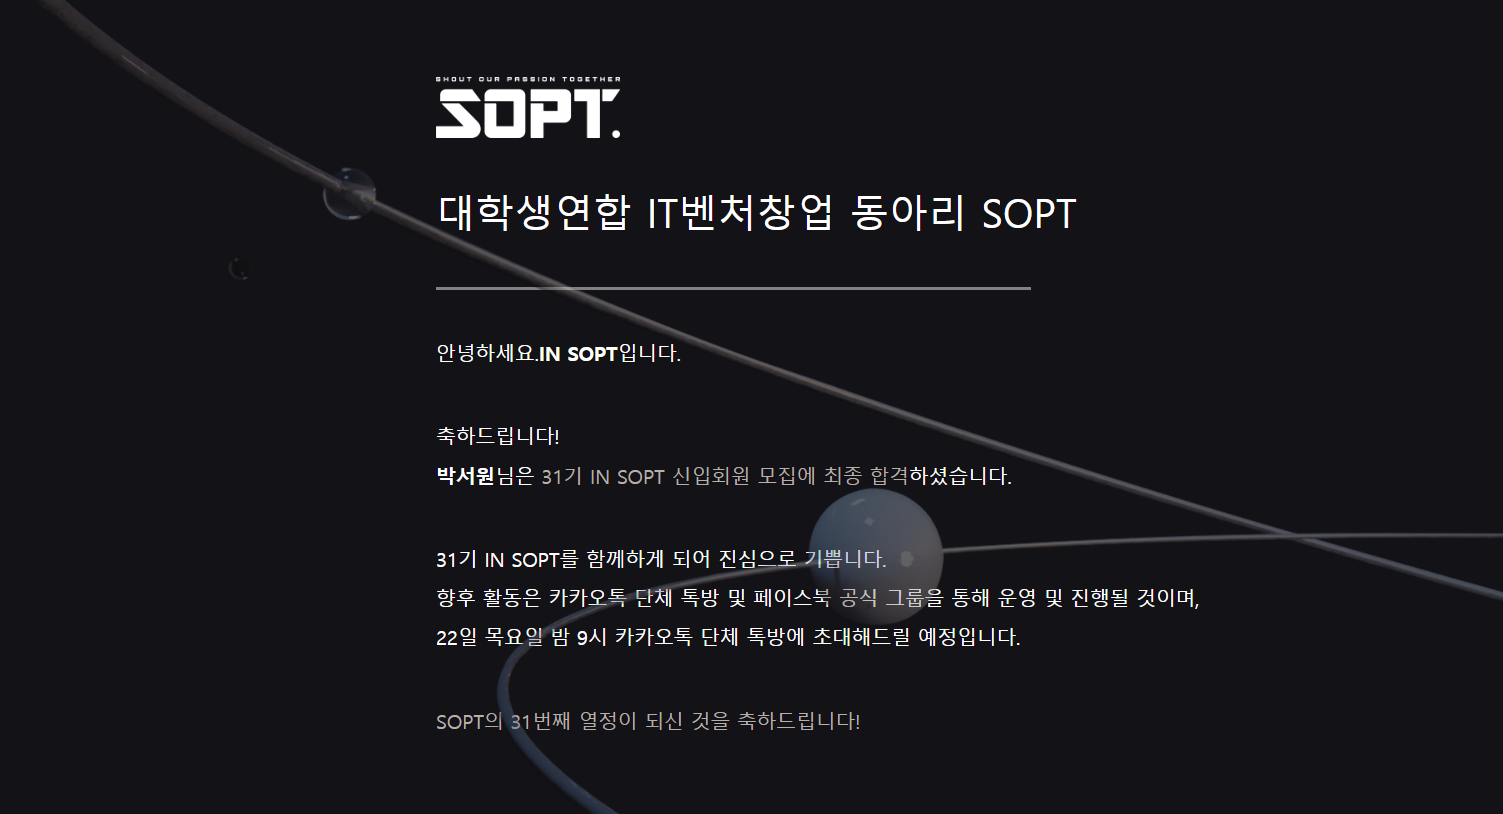 SHOUT OUR PASSION TOGETHER
SOPT.
대학생연합 IT벤처창업 동아리 SOPT
안녕하세요.IN SOPT입니다.
축하드립니다!
박서원님은 31기 IN SOPT 신입회원 모집에 최종 합격하셨습니다.
31기 IN SOPT를 함께하게 되어 진심으로 기쁩니다.
향후 활동은 카카오톡 단체 톡방 및 페이스북 공식 그룹을 통해 운영 및 진행될 것이며,
22일 목요일 밤 9시 카카오톡 단체 톡방에 초대해드릴 예정입니다.
SOPT의 31번째 열정이 되신 것을 축하드립니다!